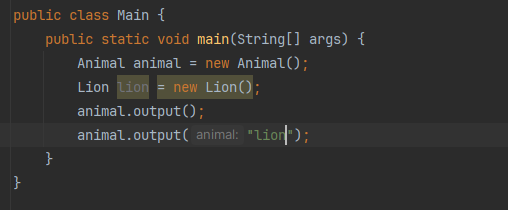 public class Main {
public static void main(String[] args) {
Animal animal = new Animal();
Lion lion = new Lion();
animal.output();
animal.output( animal: "lion");
}
}